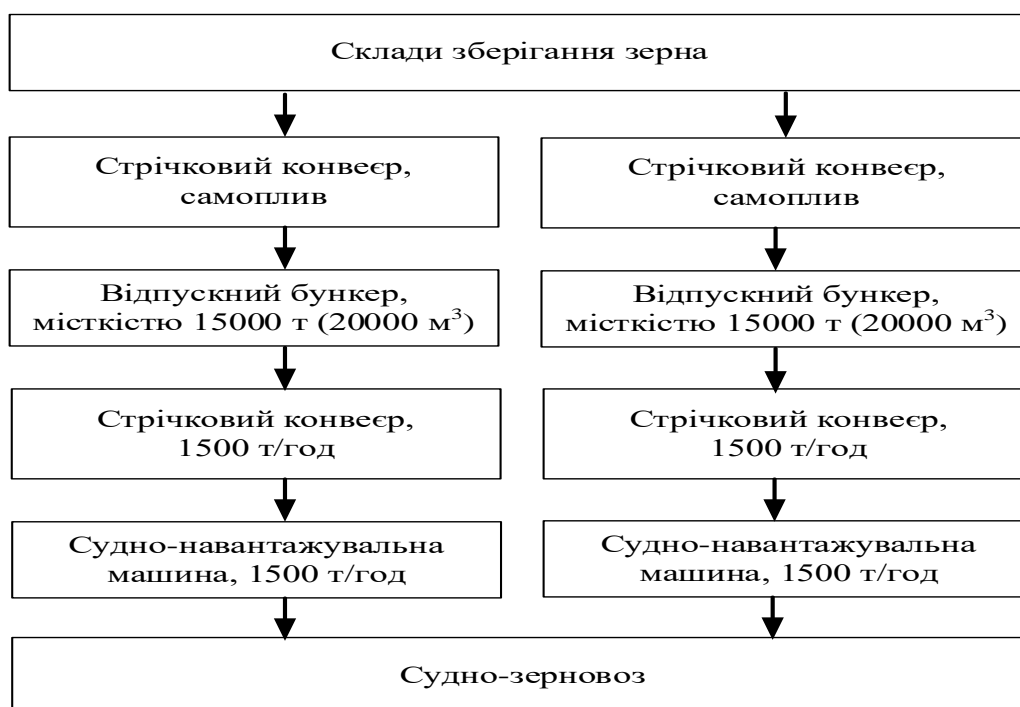 Склади зберігання зерна
Стрічковий конвеєр,
самоплив
Стрічковий конвеєр,
самоплив
Відпускний бункер,
місткістю 15000 т (20000 м³)
Відпускний бункер,
місткістю 15000 т (20000 м³)
Стрічковий конвеєр,
1500 т/год
Стрічковий конвеєр,
1500 т/год
Судно-навантажувальна
машина, 1500 т/год
Судно-навантажувальна
машина, 1500 т/год
Судно-зерновоз